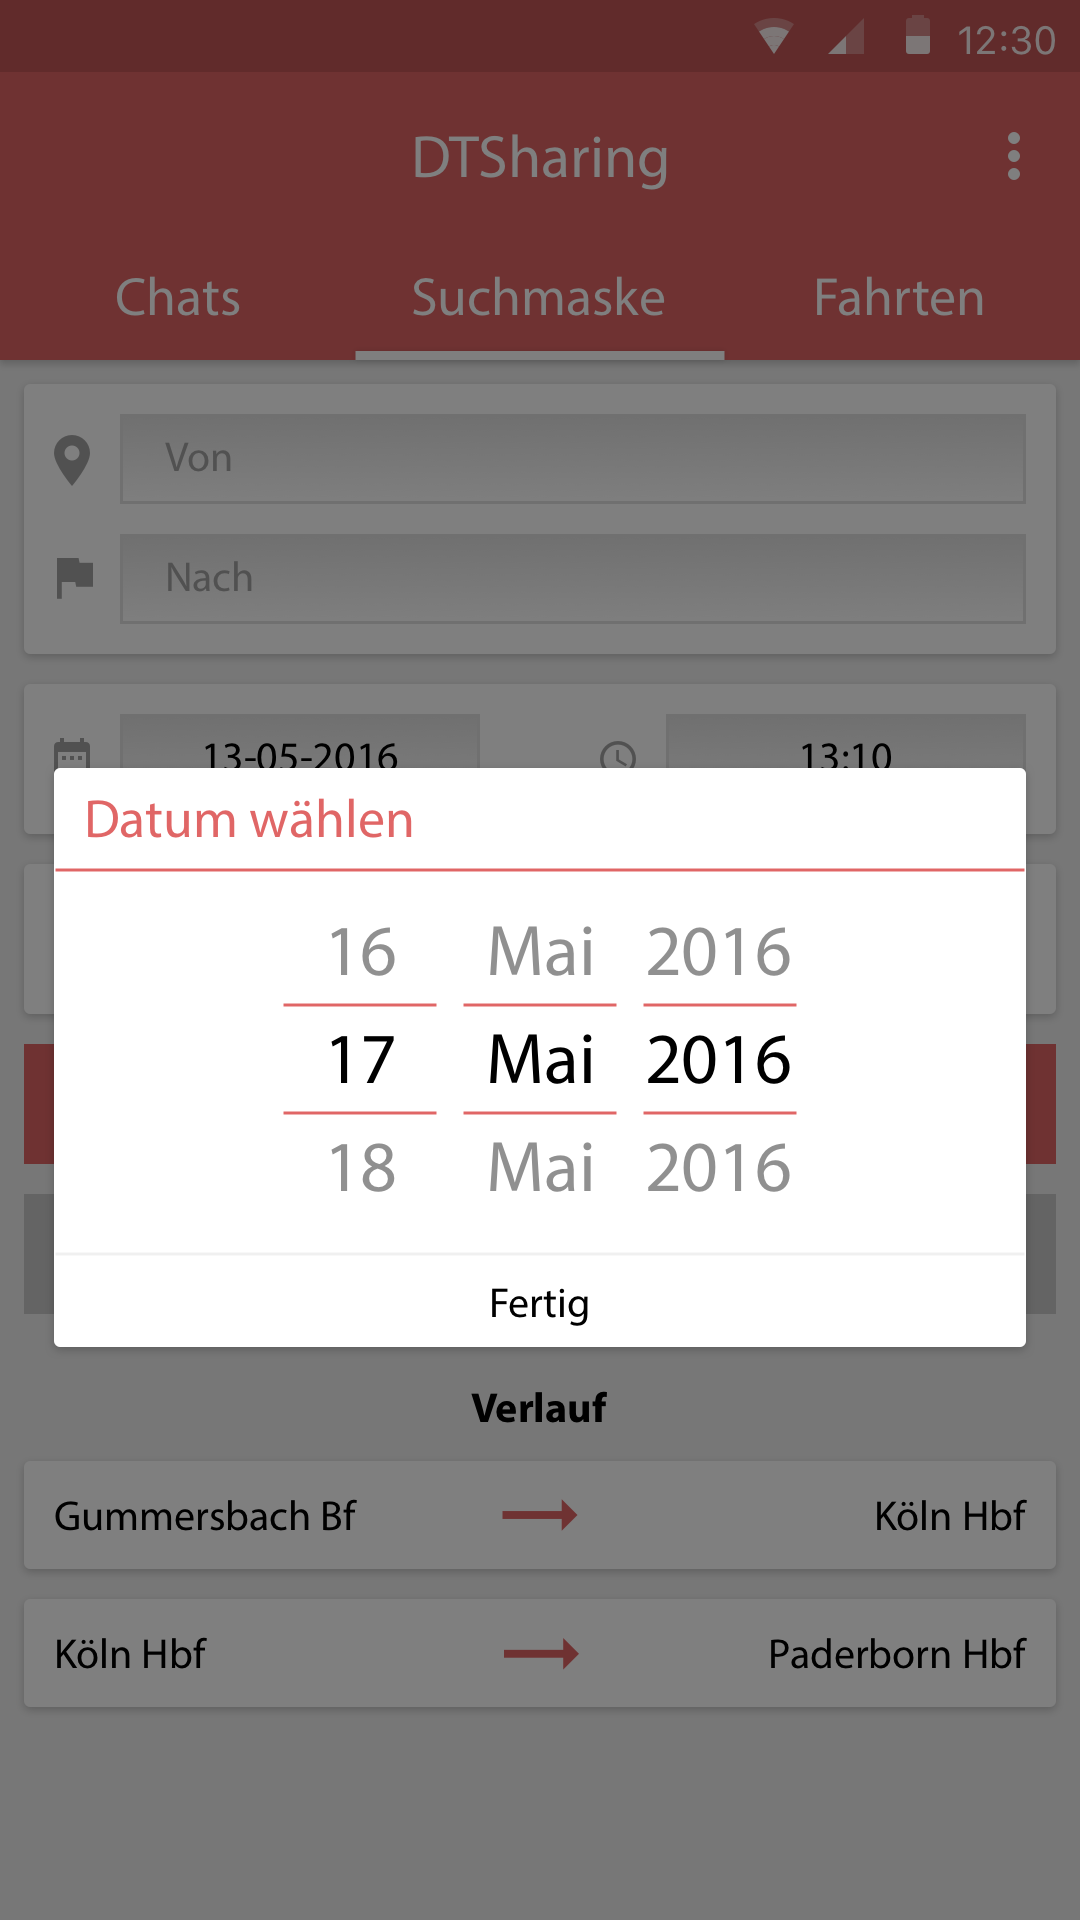 12:30
DTSharing
Chats Suchmaske Fahrten
Von
Nach
13-05-2016 13:10
Datum wählen
16 Mai 2016
17 Mai 2016
18 Mai 2016
Fertig
Verlauf
Gummersbach Bf Köln Hbf
Köln Hbf Paderborn Hbf